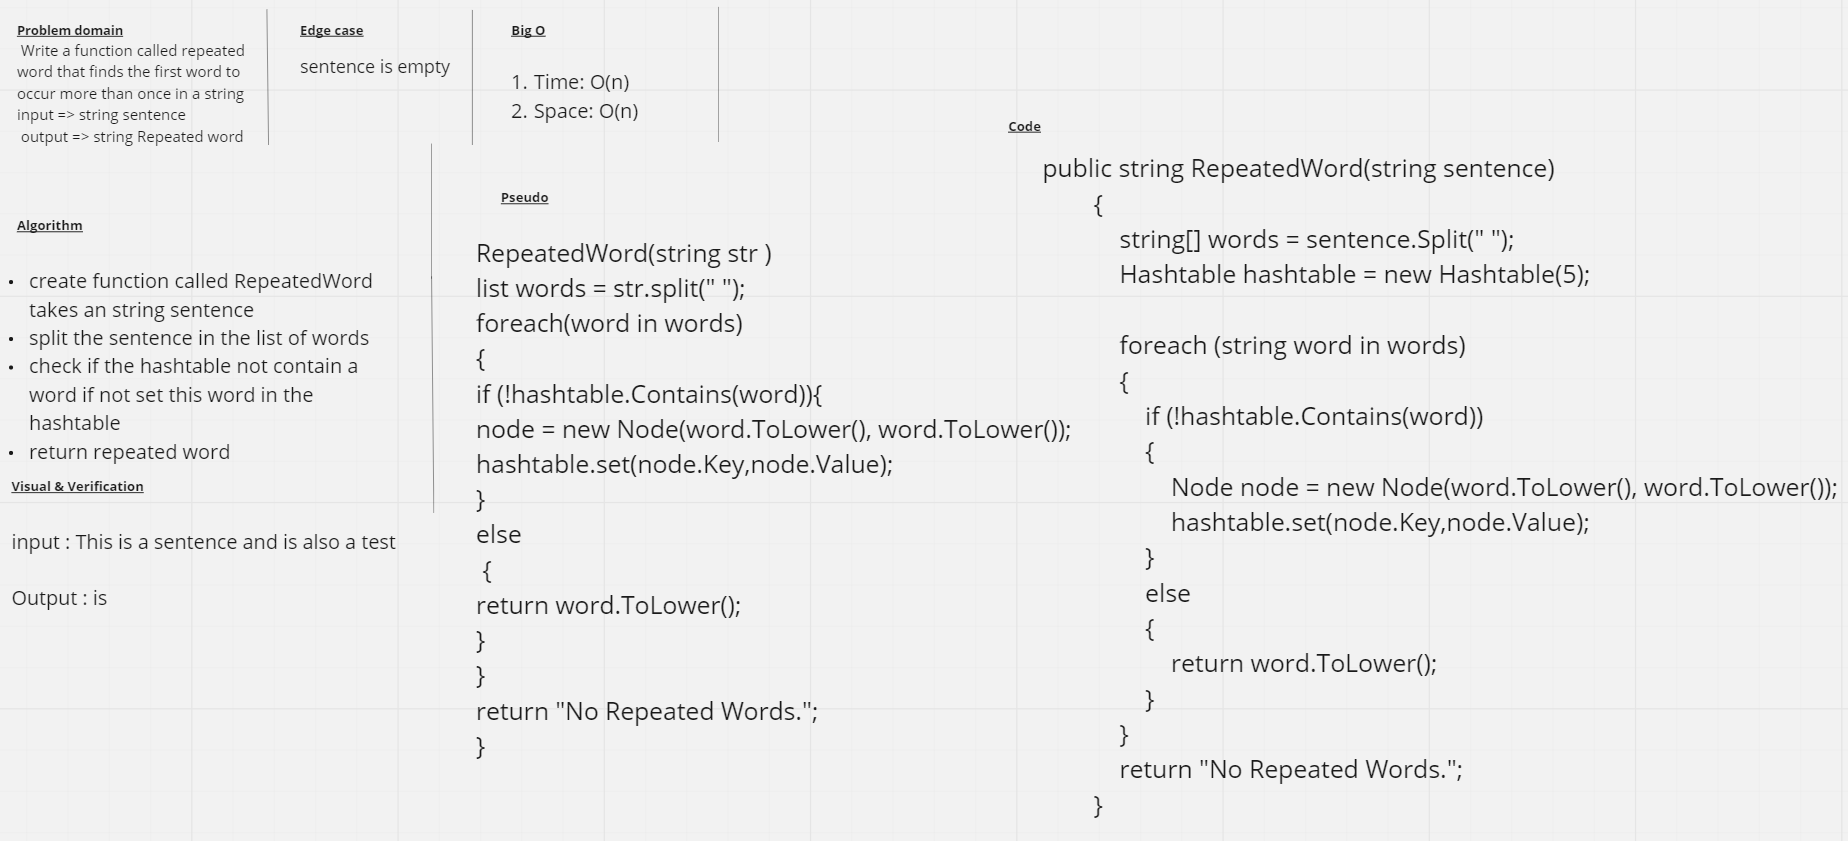 Problem domain
Write a function called repeated
word that finds the first word to
occur more than once in a string
input => string sentence
output => string Repeated word
Edge case
sentence is empty
Big O
1. Time: O(n)
2. Space: O(n)
Algorithm
• create function called RepeatedWord
takes an string sentence
• split the sentence in the list of words
• check if the hashtable not contain a
word if not set this word in the
hashtable
• return repeated word
Visual & Verification
input : This is a sentence and is also a test
Output : is
Pseudo
RepeatedWord(string str )
list words = str.split(" ");
foreach(word in words)
{
if (!hashtable.Contains(word)){
node = new Node(word.ToLower(), word.ToLower());
hashtable.set(node.Key,node.Value);
}
else
{
return word.ToLower();
}
}
return "No Repeated Words.";
}
Code
public string RepeatedWord(string sentence)
{
string[] words = sentence.Split(" ");
Hashtable hashtable = new Hashtable(5);
foreach (string word in words)
{
if (!hashtable.Contains(word))
{
Node node = new Node(word.ToLower(), word.ToLower());
hashtable.set(node.Key,node.Value);
}
else
{
return word.ToLower();
}
}
return "No Repeated Words.";
}